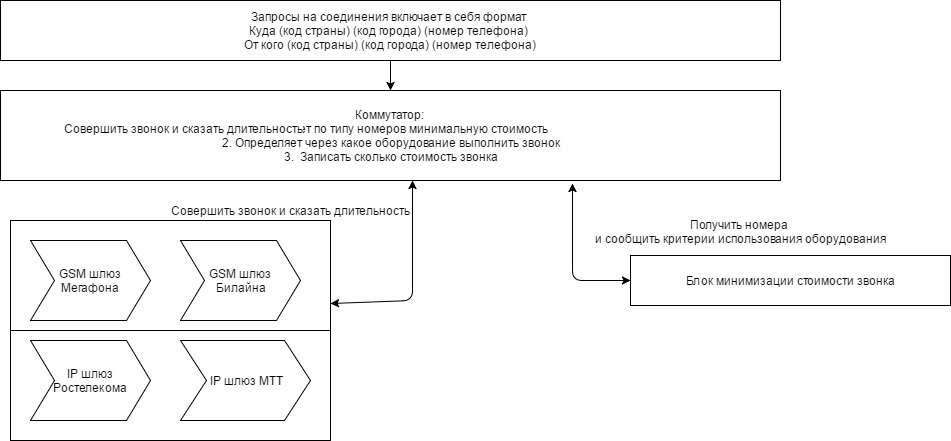 Запросы на соединения включает в себя формат
Куда (код страны) (код города) (номер телефона)
От кого (код страны) (код города) (номер телефона)
Коммутатор:
Совершить звонок и сказать длительность т по типу номеров минимальную стоимость
2. Определяет через какое оборудование выполнить звонок
3. Записать сколько стоимость звонка
Совершить звонок и сказать длительность
Получить номера
и сообщить критерии использования оборудования
GSM шлюз
Мегафона
GSM шлюз
Билайна
Блок минимизации стоимости звонка
IP шлюз
Ростелекома
IP шлюз МТТ